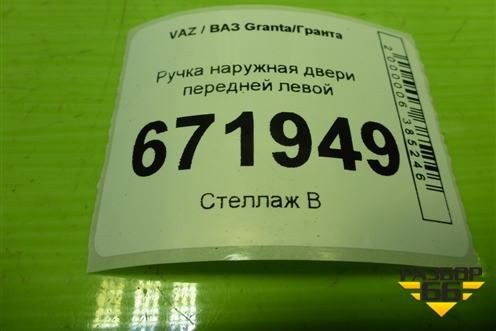 VAZ / ВАЗ Granta/Гранта
Ручка наружная двери
передней левой
671949
Стеллаж В
2000006385246
РАЗБОР
66